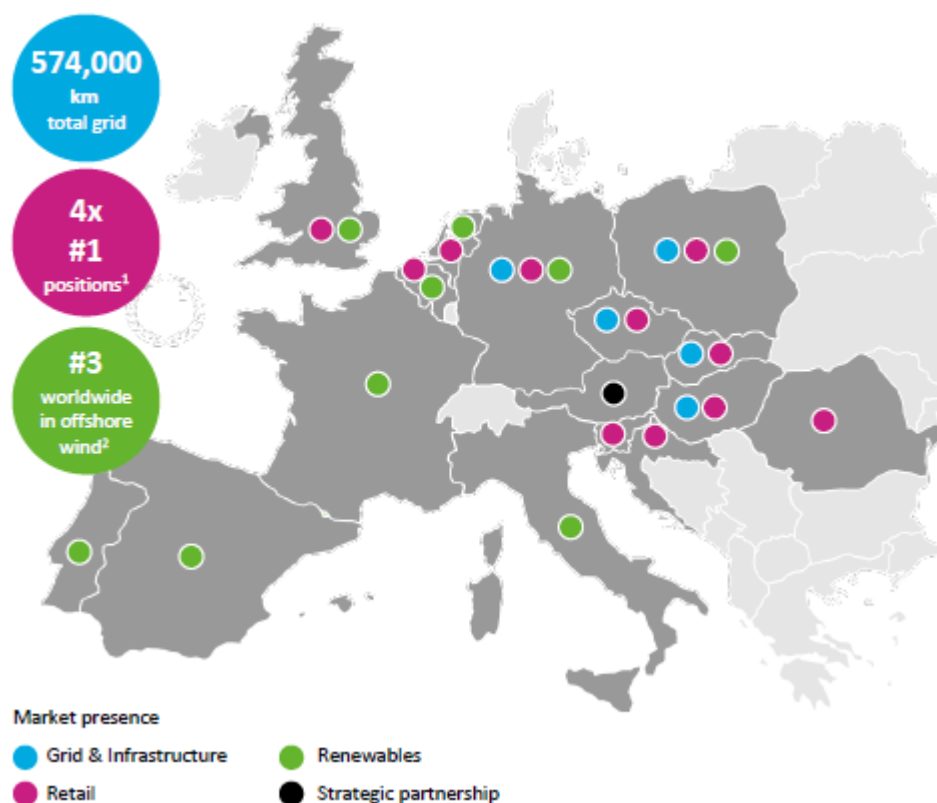 574,000
km
total grid
4x
#1
positions¹
#3
worldwide
in offshore
wind²
Market presence
Grid & Infrastructure
Renewables
Retail
Strategic partnership